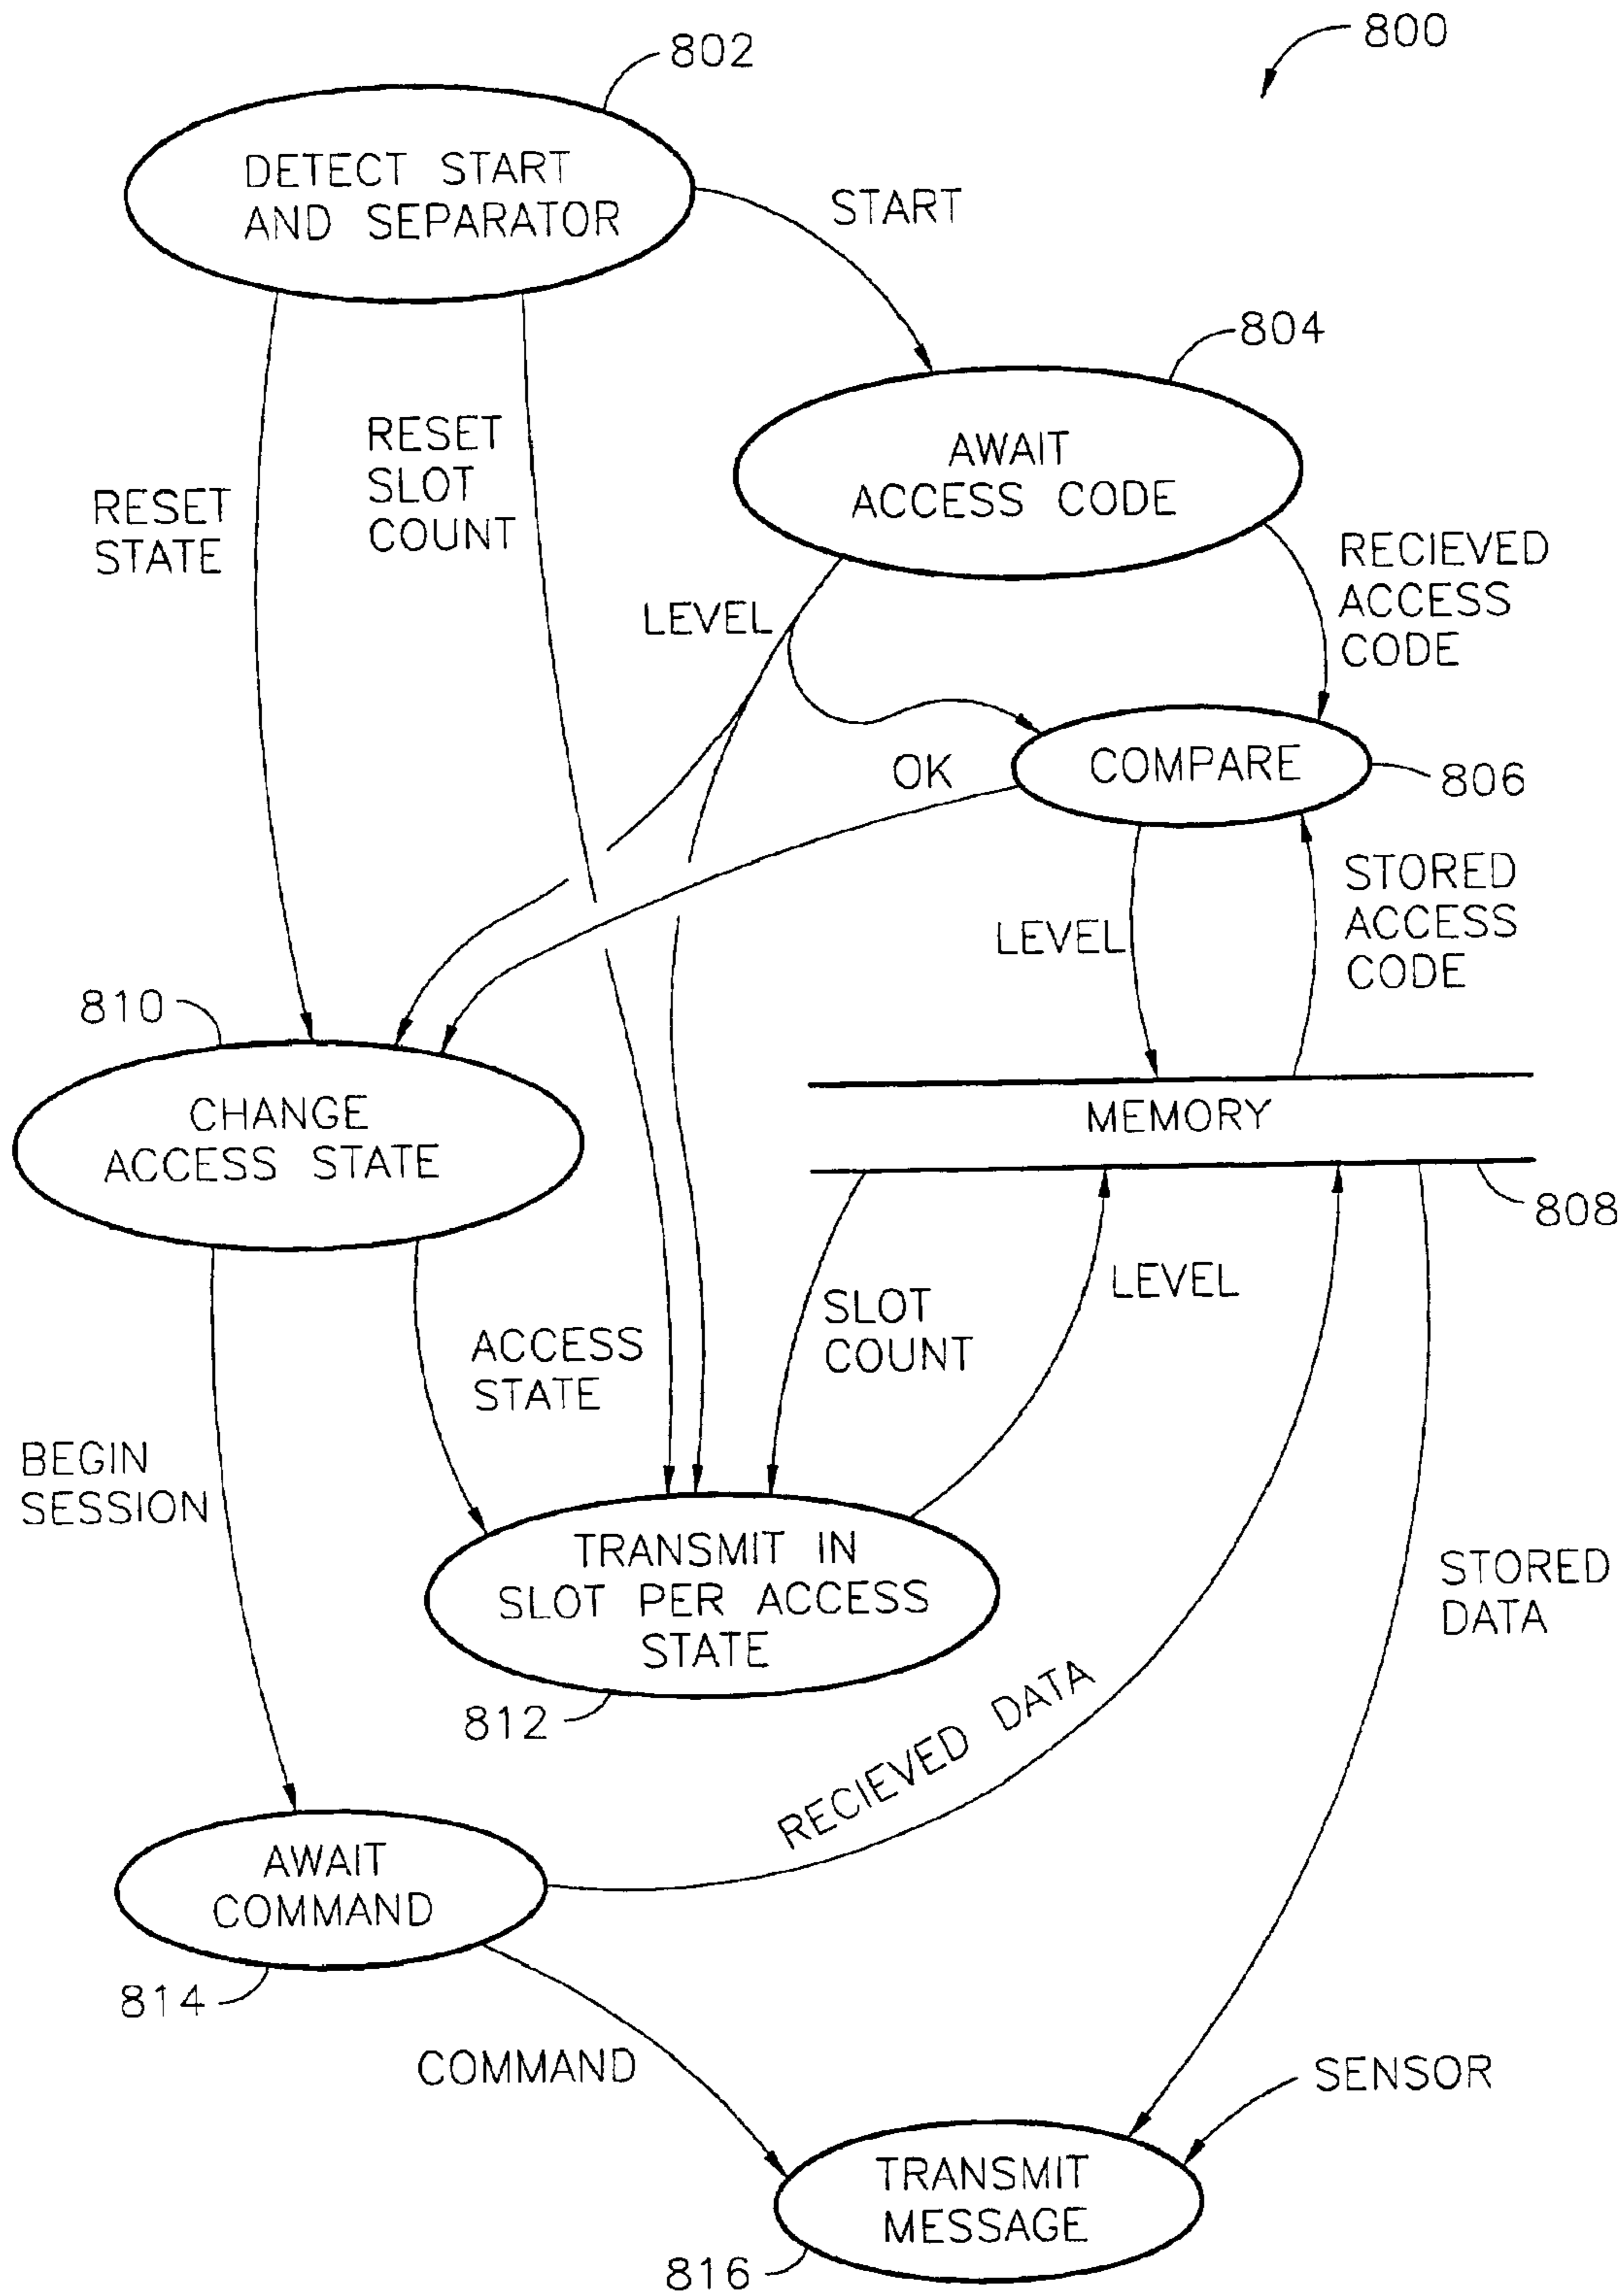 800
802
DETECT START
AND SEPARATOR
START
804
AWAIT
ACCESS CODE
RESET
SLOT
COUNT
RESET
STATE
RECIEVED
ACCESS
CODE
LEVEL
OK
COMPARE
806
LEVEL
STORED
ACCESS
CODE
810
CHANGE
ACCESS STATE
MEMORY
808
SLOT
COUNT
LEVEL
ACCESS
STATE
BEGIN
SESSION
TRANSMIT IN
SLOT PER ACCESS
STATE
812
STORED
DATA
RECIEVED DATA
AWAIT
COMMAND
814
COMMAND
SENSOR
TRANSMIT
MESSAGE
816